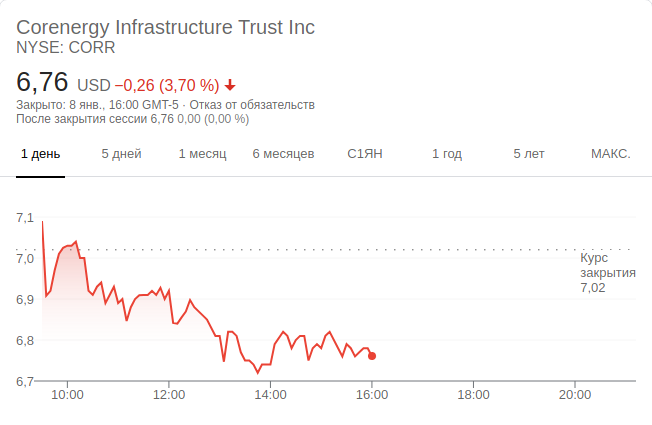 Corenergy Infrastructure Trust Inc
NYSE: CORR
6,76 USD −0,26 (3,70 %)
Закрыто: 8 янв., 16:00 GMT-5 · Отказ от обязательств
После закрытия сессии 6,76 0,00 (0,00 %)
1 день 5 дней 1 месяц 6 месяцев С1ЯН 1 год 5 лет МАКС.
7,1
7,0
6,9
6,8
6,7
Курс
закрытия
7,02
10:00 12:00 14:00 16:00 18:00 20:00